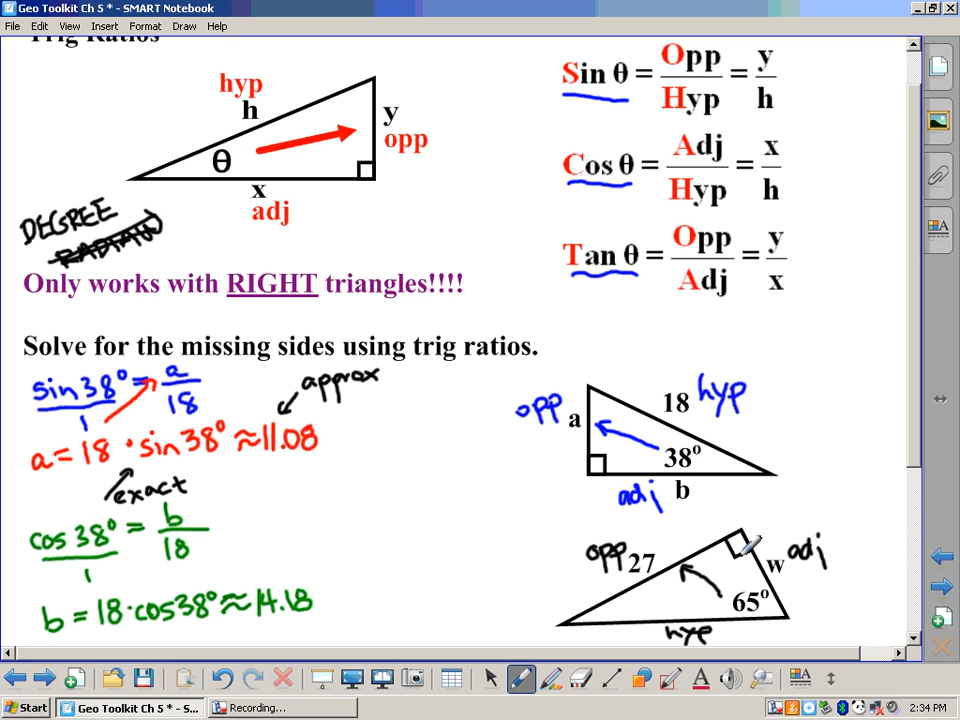 Geo Toolkit Ch 5 * - SMART Notebook
File Edit View Insert Format Draw Help
Trig Ratios
hyp
h
y
opp
θ
x
adj
DEGREE
RADIAN
Sin θ = Opp / Hyp = y / h
Cos θ = Adj / Hyp = x / h
Tan θ = Opp / Adj = y / x
Only works with RIGHT triangles!!!!
Solve for the missing sides using trig ratios.
sin 38° / 1 = a / 18
approx
a = 18 · sin 38° ≈ 11.08
exact
cos 38° / 1 = b / 18
b = 18 · cos 38° ≈ 14.18
opp a
18 hyp
38°
adj b
opp 27
w adj
65°
hyp
Start
Geo Toolkit Ch 5 * - S...
Recording...
2:34 PM